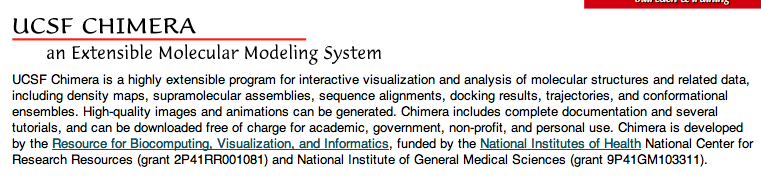 UCSF CHIMERA
an Extensible Molecular Modeling System
UCSF Chimera is a highly extensible program for interactive visualization and analysis of molecular structures and related data,
including density maps, supramolecular assemblies, sequence alignments, docking results, trajectories, and conformational
ensembles. High-quality images and animations can be generated. Chimera includes complete documentation and several
tutorials, and can be downloaded free of charge for academic, government, non-profit, and personal use. Chimera is developed
by the Resource for Biocomputing, Visualization, and Informatics, funded by the National Institutes of Health National Center for
Research Resources (grant 2P41RR001081) and National Institute of General Medical Sciences (grant 9P41GM103311).